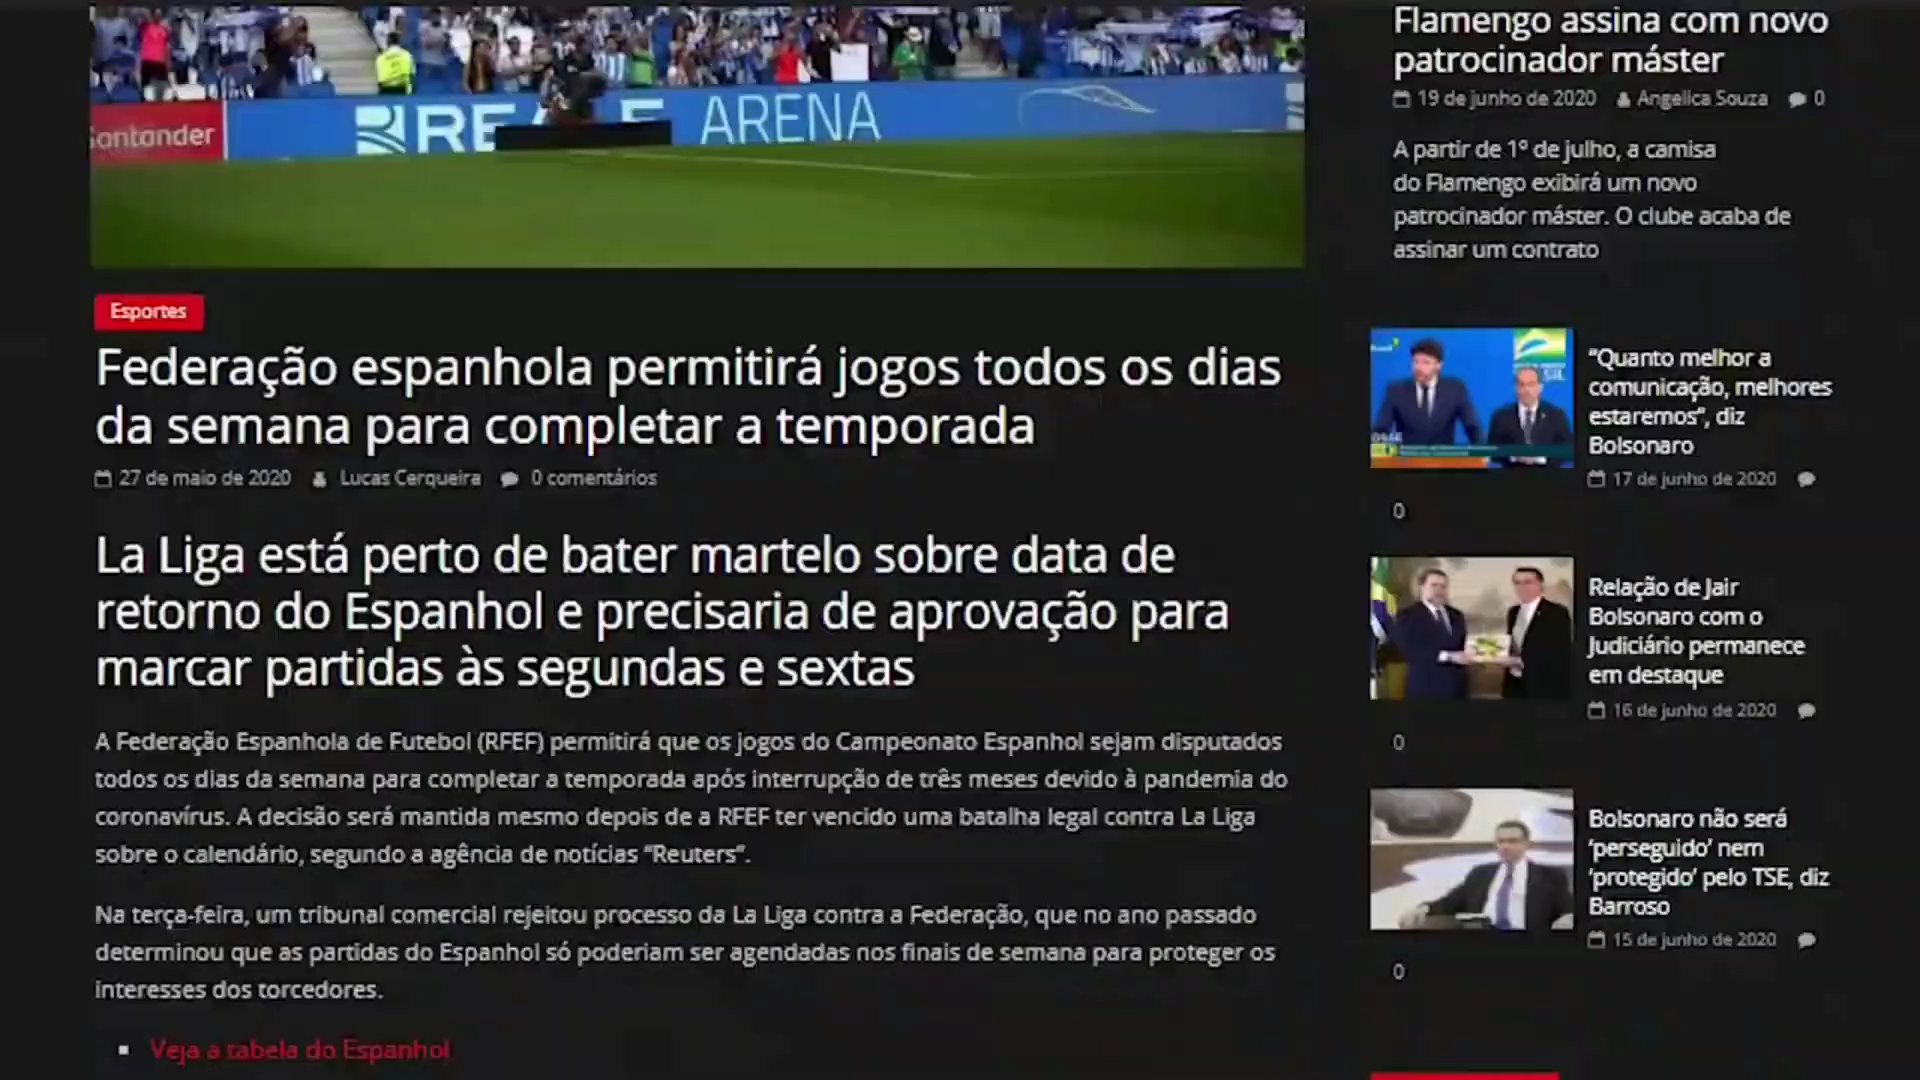 Santander
ARENA
Esportes
Federação espanhola permitirá jogos todos os dias
da semana para completar a temporada
27 de maio de 2020 Lucas Cerqueira 0 comentários
La Liga está perto de bater martelo sobre data de
retorno do Espanhol e precisaria de aprovação para
marcar partidas às segundas e sextas
A Federação Espanhola de Futebol (RFEF) permitirá que os jogos do Campeonato Espanhol sejam disputados
todos os dias da semana para completar a temporada após interrupção de três meses devido à pandemia do
coronavírus. A decisão será mantida mesmo depois de a RFEF ter vencido uma batalha legal contra La Liga
sobre o calendário, segundo a agência de notícias “Reuters”.
Na terça-feira, um tribunal comercial rejeitou processo da La Liga contra a Federação, que no ano passado
determinou que as partidas do Espanhol só poderiam ser agendadas nos finais de semana para proteger os
interesses dos torcedores.
Veja a tabela do Espanhol
Flamengo assina com novo
patrocinador máster
19 de junho de 2020 Angelica Souza 0
A partir de 1º de julho, a camisa
do Flamengo exibirá um novo
patrocinador máster. O clube acaba de
assinar um contrato
“Quanto melhor a
comunicação, melhores
estaremos”, diz
Bolsonaro
17 de junho de 2020
0
Relação de Jair
Bolsonaro com o
Judiciário permanece
em destaque
16 de junho de 2020
0
Bolsonaro não será
‘perseguido’ nem
‘protegido’ pelo TSE, diz
Barroso
15 de junho de 2020
0